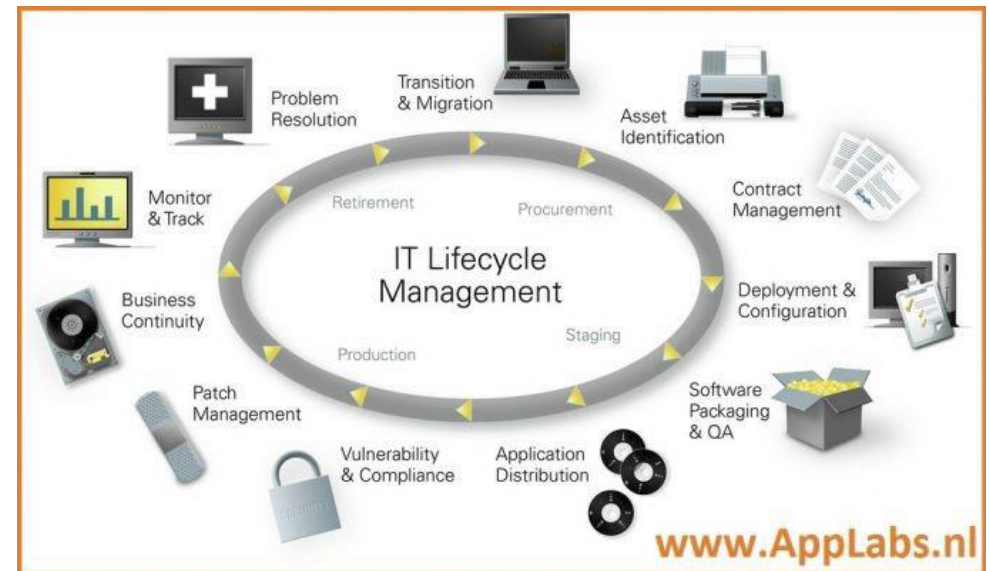 Transition
& Migration
Asset
Identification
Contract
Management
Deployment &
Configuration
Software
Packaging
& QA
Application
Distribution
Vulnerability
& Compliance
Patch
Management
Business
Continuity
Monitor
& Track
Problem
Resolution
Retirement
Procurement
IT Lifecycle
Management
Staging
Production
SECURITY
www.AppLabs.nl